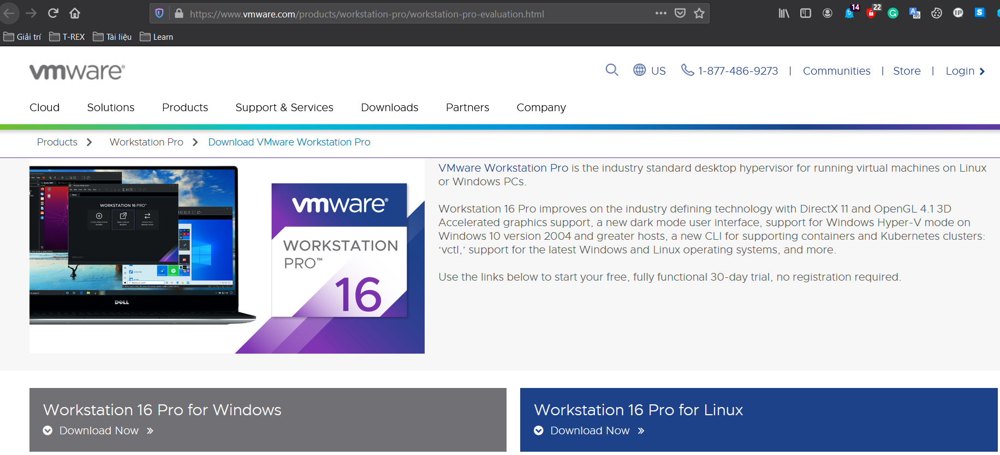 https://www.vmware.com/products/workstation-pro/workstation-pro-evaluation.html
14
22
Giải trí
T-REX
Tài liệu
Learn
vmware®
US
1-877-486-9273 | Communities | Store | Login
Cloud Solutions Products Support & Services Downloads Partners Company
Products Workstation Pro Download VMware Workstation Pro
WORKSTATION 16 PRO™
DELL
vmware®
WORKSTATION
PRO™
16
VMware Workstation Pro is the industry standard desktop hypervisor for running virtual machines on Linux
or Windows PCs.
Workstation 16 Pro improves on the industry defining technology with DirectX 11 and OpenGL 4.1 3D
Accelerated graphics support, a new dark mode user interface, support for Windows Hyper-V mode on
Windows 10 version 2004 and greater hosts, a new CLI for supporting containers and Kubernetes clusters:
‘vctl,’ support for the latest Windows and Linux operating systems, and more.
Use the links below to start your free, fully functional 30-day trial, no registration required.
Workstation 16 Pro for Windows
Download Now »
Workstation 16 Pro for Linux
Download Now »